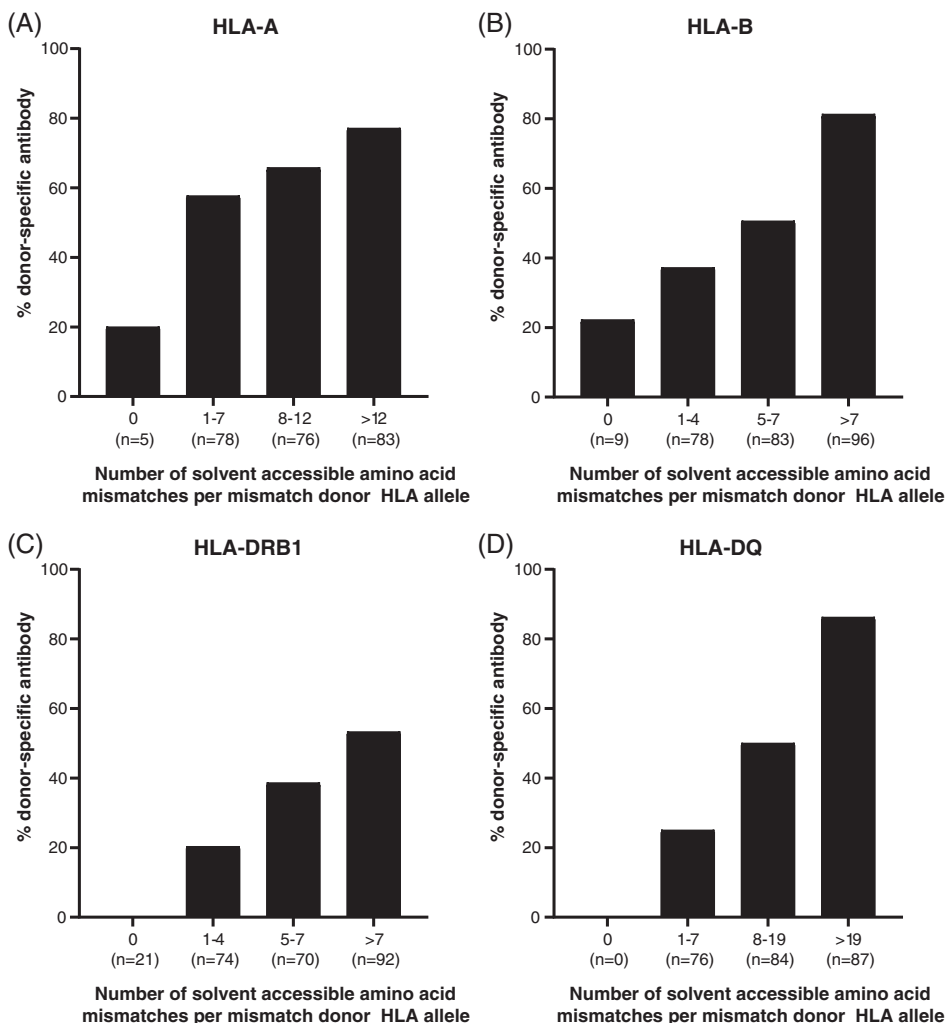 (A)
HLA-A
% donor-specific antibody
100
80
60
40
20
0
0 1-7 8-12 >12
(n=5) (n=78) (n=76) (n=83)
Number of solvent accessible amino acid
mismatches per mismatch donor HLA allele
(B)
HLA-B
% donor-specific antibody
100
80
60
40
20
0
0 1-4 5-7 >7
(n=9) (n=78) (n=83) (n=96)
Number of solvent accessible amino acid
mismatches per mismatch donor HLA allele
(C)
HLA-DRB1
% donor-specific antibody
100
80
60
40
20
0
0 1-4 5-7 >7
(n=21) (n=74) (n=70) (n=92)
Number of solvent accessible amino acid
mismatches per mismatch donor HLA allele
(D)
HLA-DQ
% donor-specific antibody
100
80
60
40
20
0
0 1-7 8-19 >19
(n=0) (n=76) (n=84) (n=87)
Number of solvent accessible amino acid
mismatches per mismatch donor HLA allele